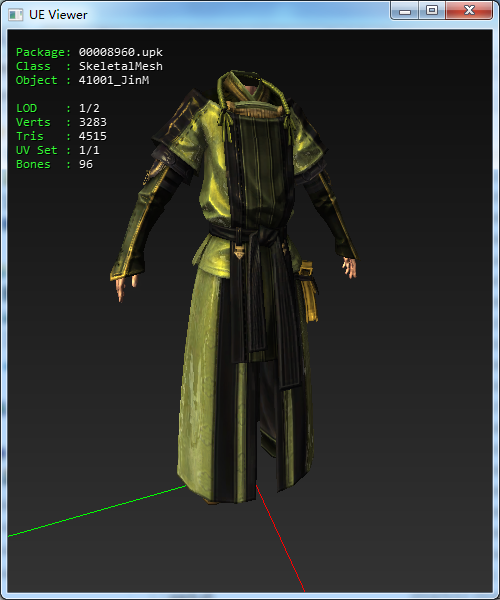 UE Viewer
Package: 00008960.upk
Class  : SkeletalMesh
Object : 41001_JinM
LOD    : 1/2
Verts  : 3283
Tris   : 4515
UV Set : 1/1
Bones  : 96